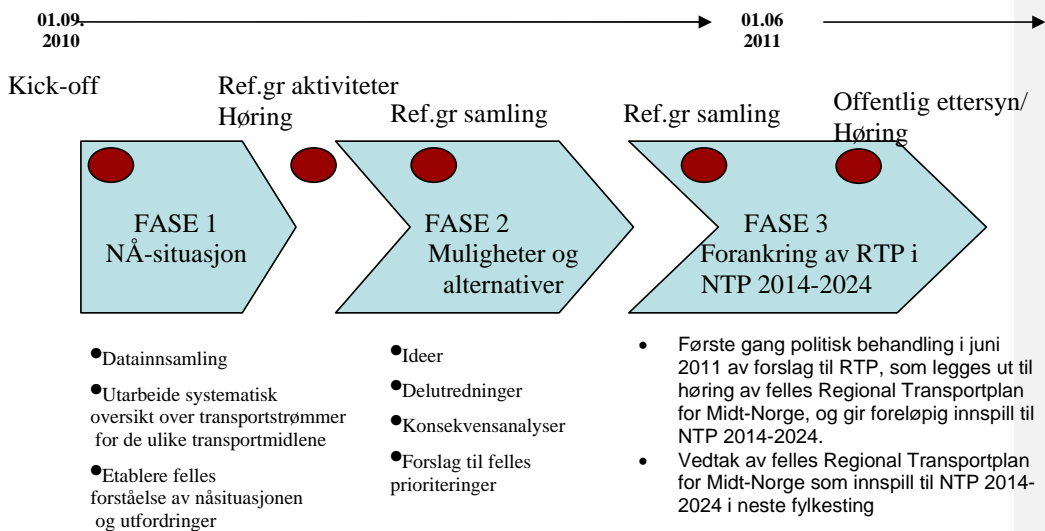 01.09.
2010
01.06
2011
Kick-off
Ref.gr aktiviteter
Høring
Ref.gr samling
Ref.gr samling
Offentlig ettersyn/
Høring
FASE 1
NÅ-situasjon
FASE 2
Muligheter og
alternativer
FASE 3
Forankring av RTP i
NTP 2014-2024
●Datainnsamling
●Utarbeide systematisk
oversikt over transportstrømmer
for de ulike transportmidlene
●Etablere felles
forståelse av nåsituasjonen
og utfordringer
●Ideer
●Delutredninger
●Konsekvensanalyser
●Forslag til felles
prioriteringer
• Første gang politisk behandling i juni
2011 av forslag til RTP, som legges ut til
høring av felles Regional Transportplan
for Midt-Norge, og gir foreløpig innspill til
NTP 2014-2024.
• Vedtak av felles Regional Transportplan
for Midt-Norge som innspill til NTP 2014-
2024 i neste fylkesting